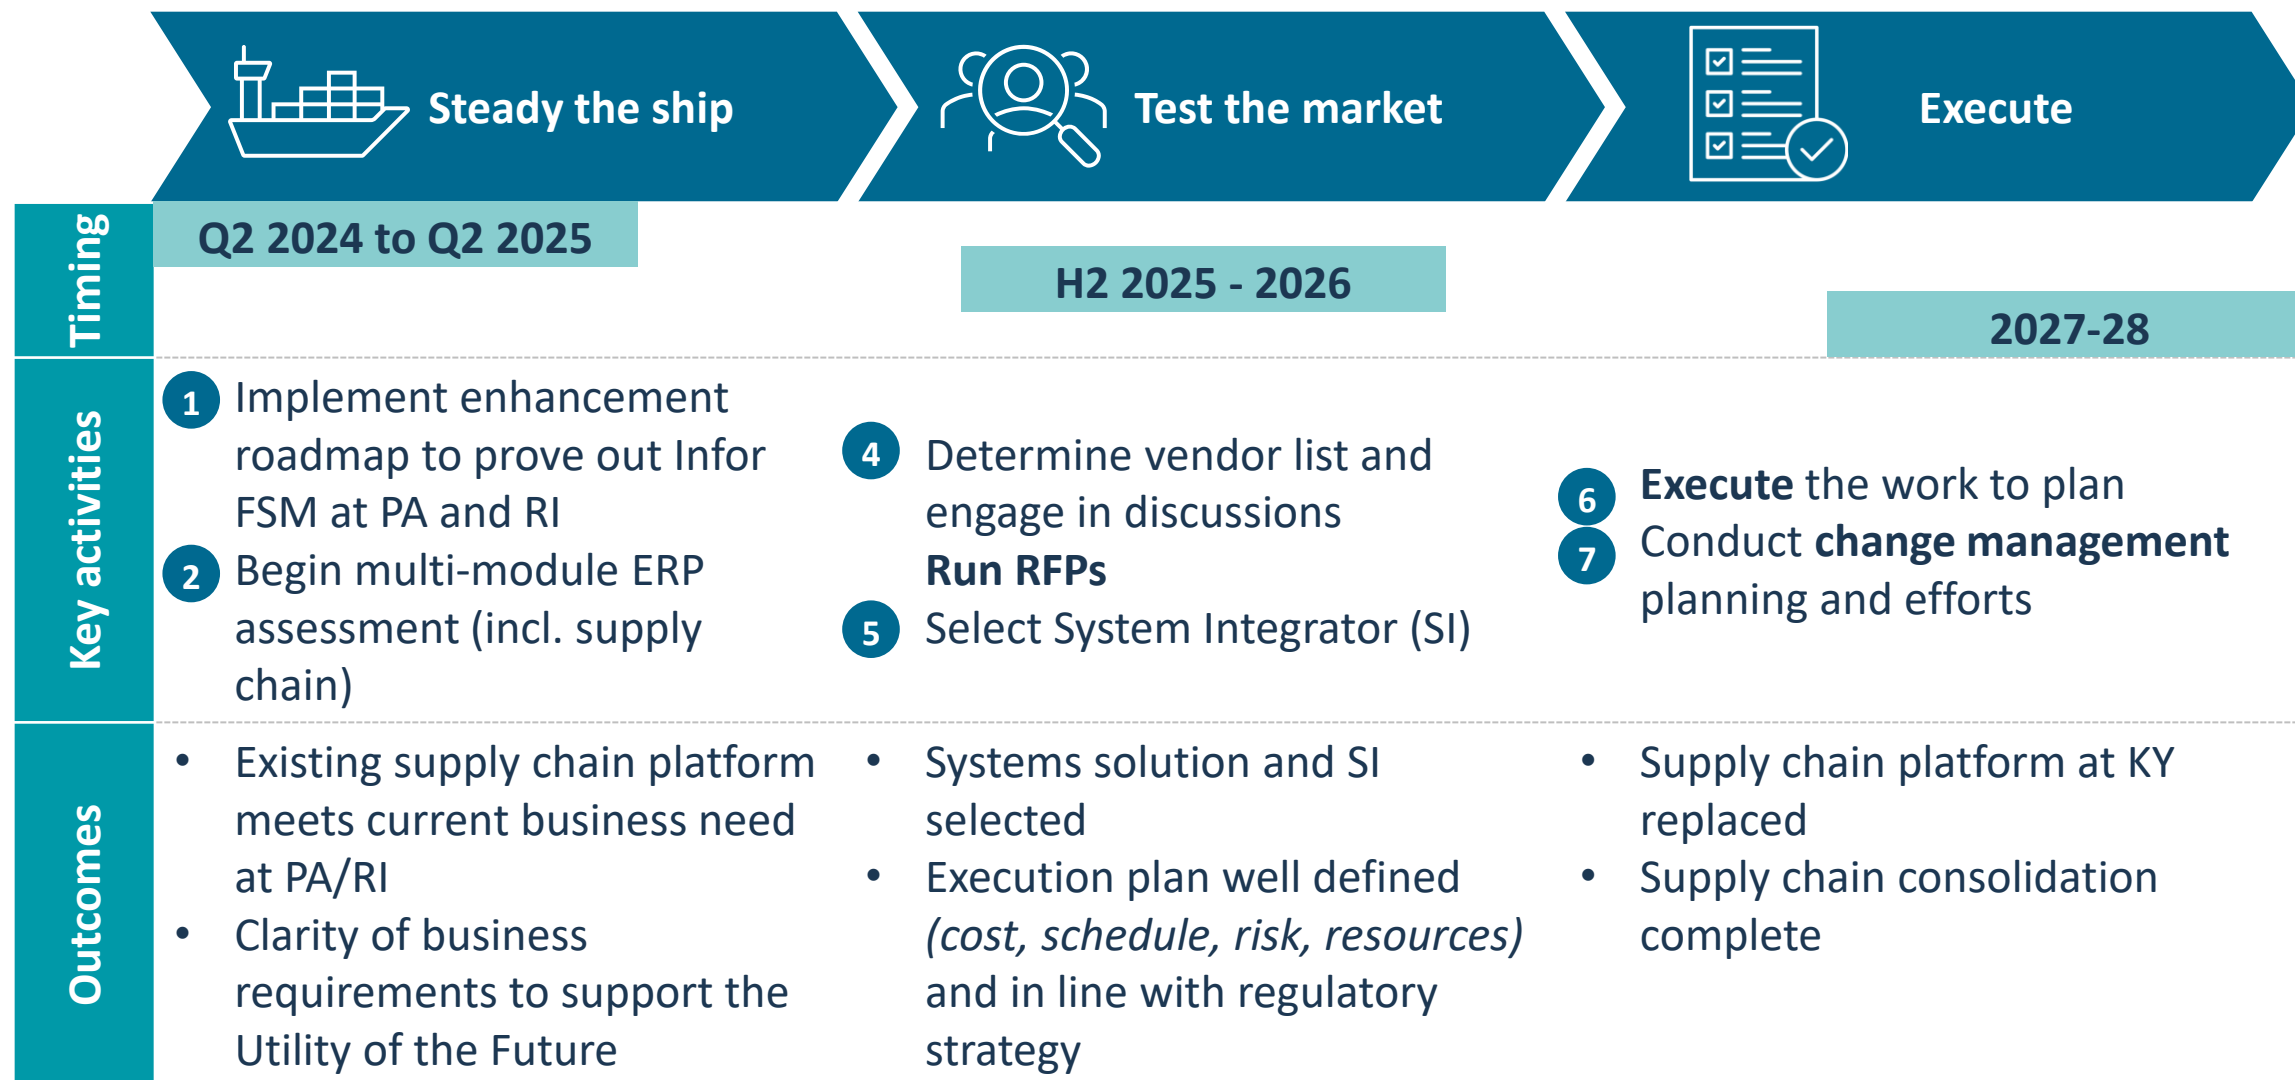 Steady the ship
Test the market
Execute
Timing
Q2 2024 to Q2 2025
H2 2025 - 2026
2027-28
Key activities
1 Implement enhancement
roadmap to prove out Infor
FSM at PA and RI
2 Begin multi-module ERP
assessment (incl. supply
chain)
4 Determine vendor list and
engage in discussions
Run RFPs
5 Select System Integrator (SI)
6 Execute the work to plan
7 Conduct change management
planning and efforts
Outcomes
• Existing supply chain platform
meets current business need
at PA/RI
• Clarity of business
requirements to support the
Utility of the Future
• Systems solution and SI
selected
• Execution plan well defined
(cost, schedule, risk, resources)
and in line with regulatory
strategy
• Supply chain platform at KY
replaced
• Supply chain consolidation
complete